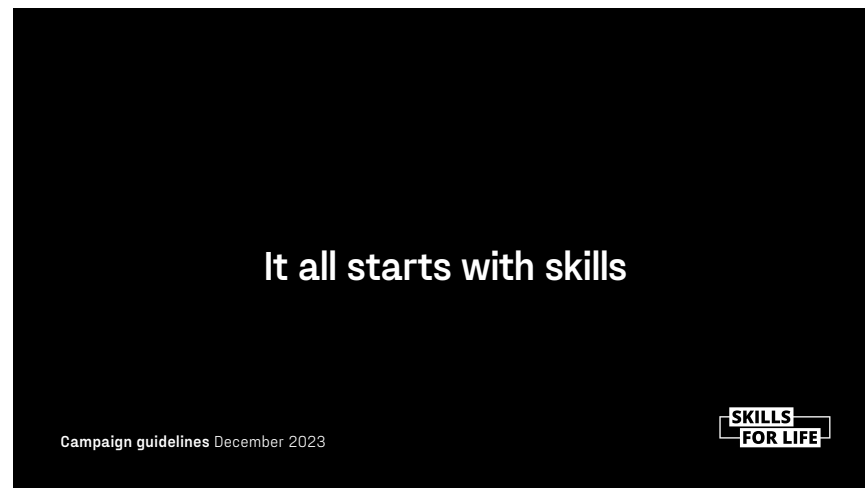 It all starts with skills
Campaign guidelines December 2023
SKILLS
FOR LIFE